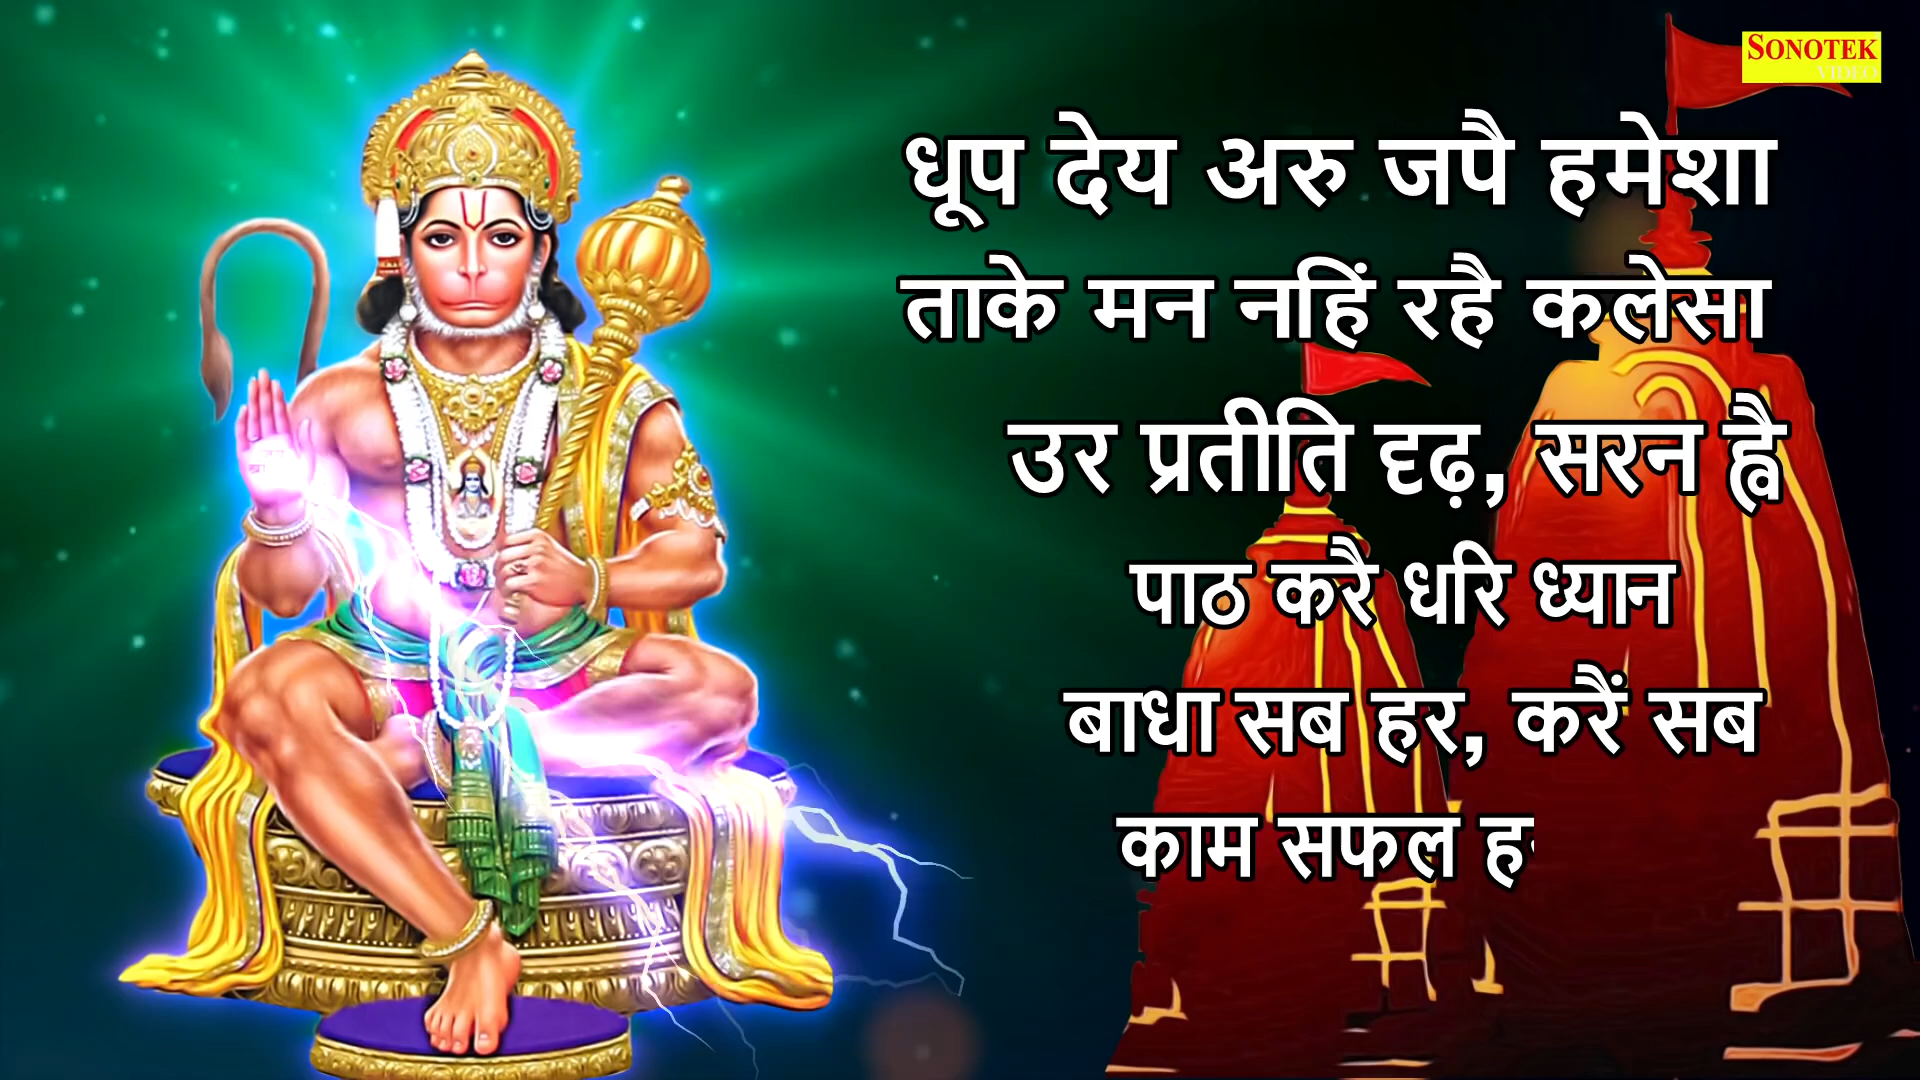 SONOTEK
VIDEO
धूप देय अरु जपै हमेशा
ताके मन नहिं रहै कलेसा
उर प्रतीति दृढ़, सरन ह्वै
पाठ करै धरि ध्यान
बाधा सब हर, करैं सब
काम सफल ह